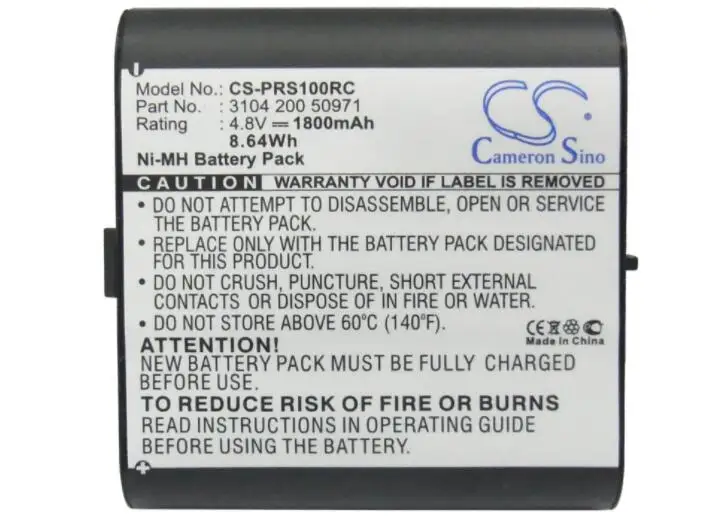 Model No.: CS-PRS100RC
Part No. : 3104 200 50971
Rating : 4.8V 1800mAh
8.64Wh
Ni-MH Battery Pack
CS
Cameron Sino
CAUTION WARRANTY VOID IF LABEL IS REMOVED
• DO NOT ATTEMPT TO DISASSEMBLE, OPEN OR SERVICE
THE BATTERY PACK.
• REPLACE ONLY WITH THE BATTERY PACK DESIGNATED
FOR THIS PRODUCT.
• DO NOT CRUSH, PUNCTURE, SHORT EXTERNAL
CONTACTS OR DISPOSE OF IN FIRE OR WATER.
• DO NOT STORE ABOVE 60°C (140°F).
CE
Made in China
ATTENTION!
NEW BATTERY PACK MUST BE FULLY CHARGED
BEFORE USE.
TO REDUCE RISK OF FIRE OR BURNS
READ INSTRUCTIONS IN OPERATING GUIDE
BEFORE USING THE BATTERY.